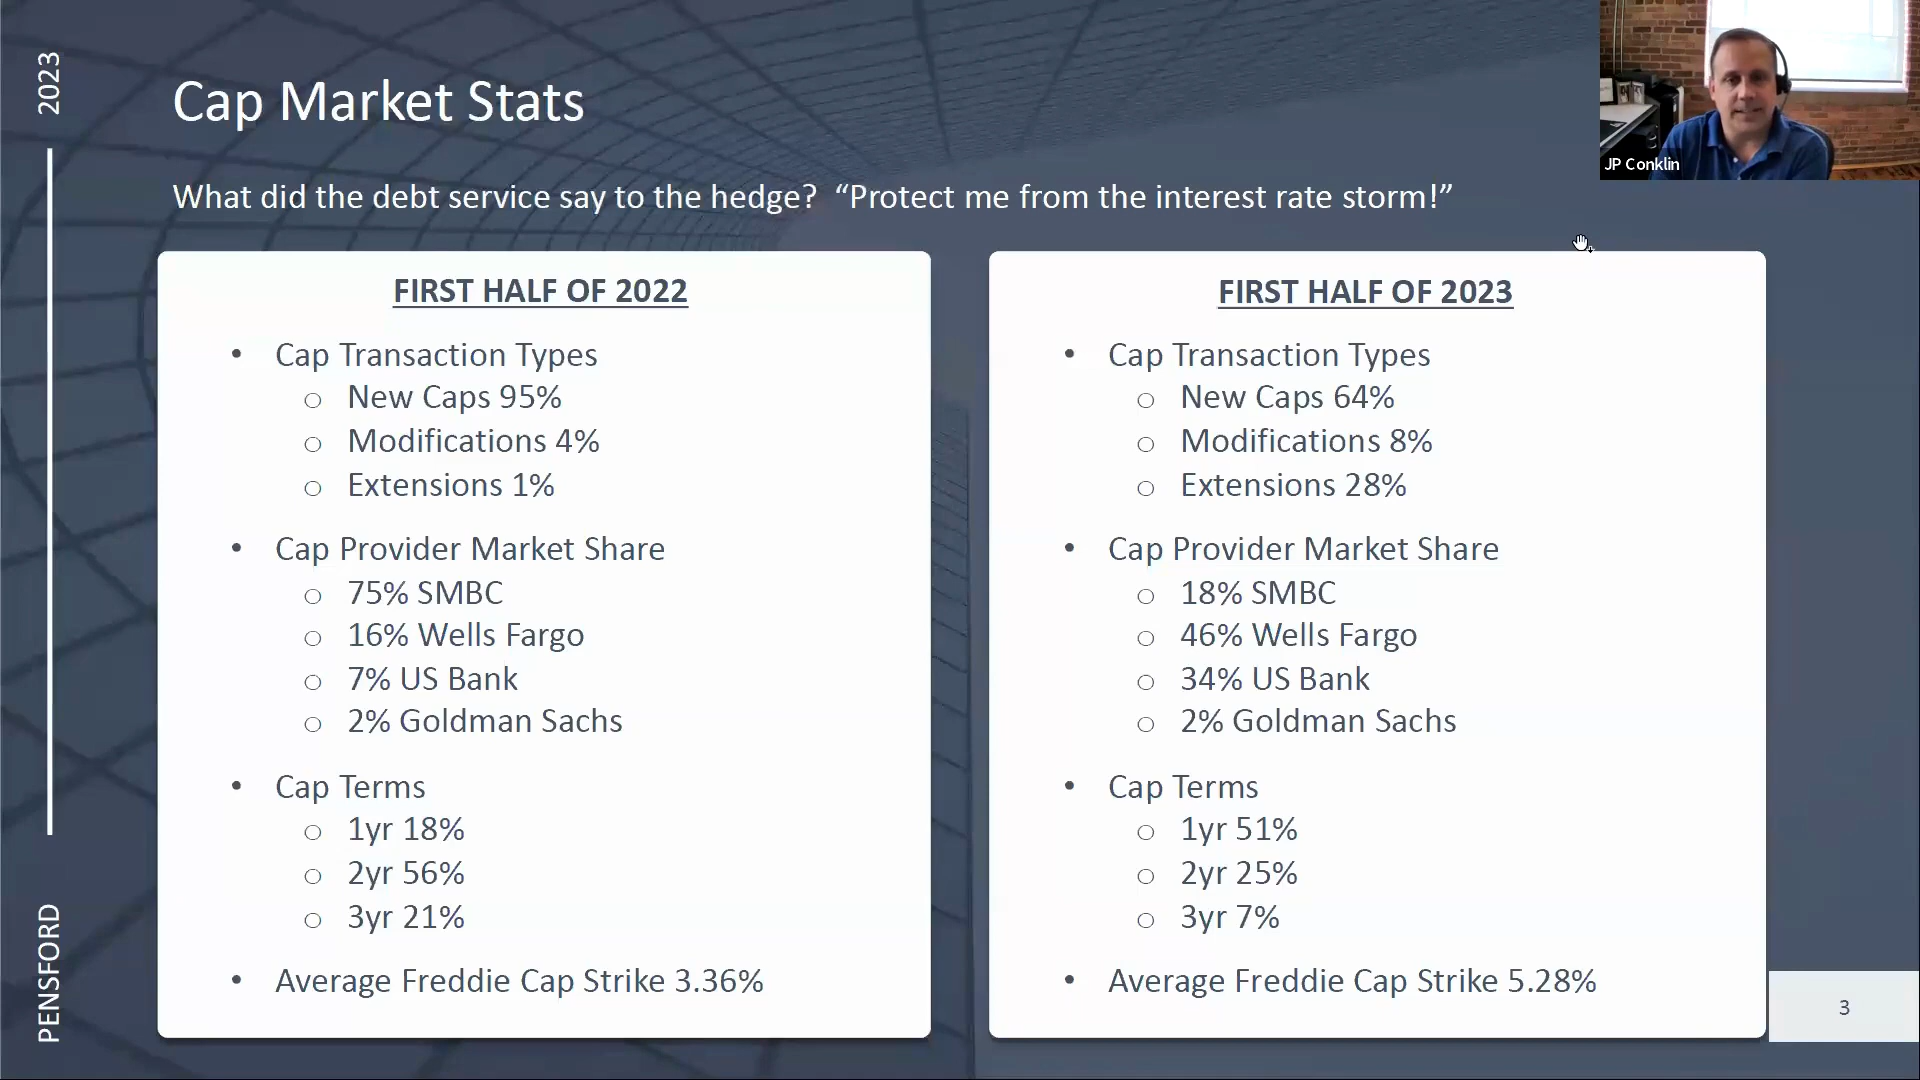 2023
PENSFORD
Cap Market Stats
What did the debt service say to the hedge?  “Protect me from the interest rate storm!”
JP Conklin
FIRST HALF OF 2022
• Cap Transaction Types
o New Caps 95%
o Modifications 4%
o Extensions 1%
• Cap Provider Market Share
o 75% SMBC
o 16% Wells Fargo
o 7% US Bank
o 2% Goldman Sachs
• Cap Terms
o 1yr 18%
o 2yr 56%
o 3yr 21%
• Average Freddie Cap Strike 3.36%
FIRST HALF OF 2023
• Cap Transaction Types
o New Caps 64%
o Modifications 8%
o Extensions 28%
• Cap Provider Market Share
o 18% SMBC
o 46% Wells Fargo
o 34% US Bank
o 2% Goldman Sachs
• Cap Terms
o 1yr 51%
o 2yr 25%
o 3yr 7%
• Average Freddie Cap Strike 5.28%
3